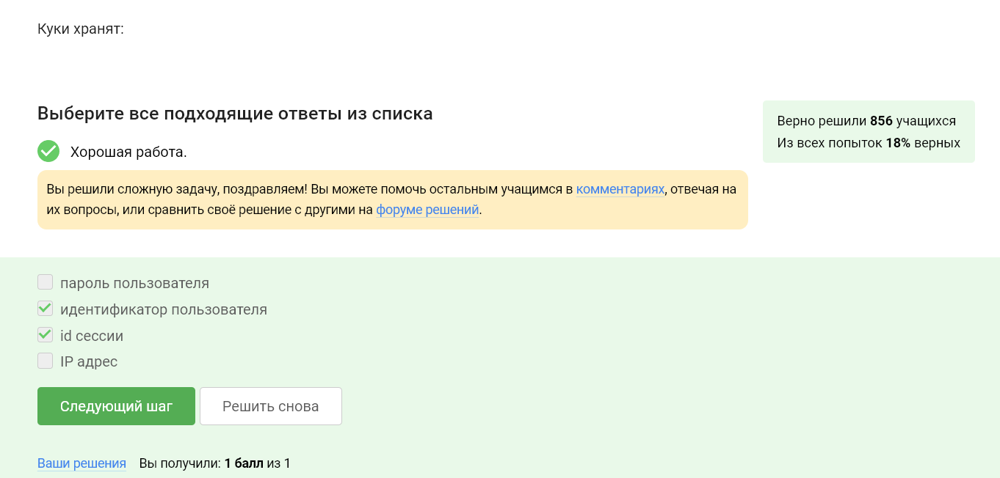 Куки хранят:
Выберите все подходящие ответы из списка
Верно решили 856 учащихся
Из всех попыток 18% верных
Хорошая работа.
Вы решили сложную задачу, поздравляем! Вы можете помочь остальным учащимся в комментариях, отвечая на
их вопросы, или сравнить своё решение с другими на форуме решений.
пароль пользователя
идентификатор пользователя
id сессии
IP адрес
Следующий шаг
Решить снова
Ваши решения Вы получили: 1 балл из 1